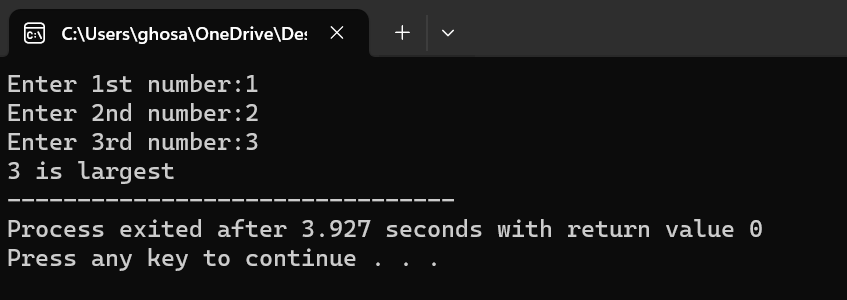 C:\Users\ghosa\OneDrive\Des
Enter 1st number:1
Enter 2nd number:2
Enter 3rd number:3
3 is largest
--------------------------------
Process exited after 3.927 seconds with return value 0
Press any key to continue . . .